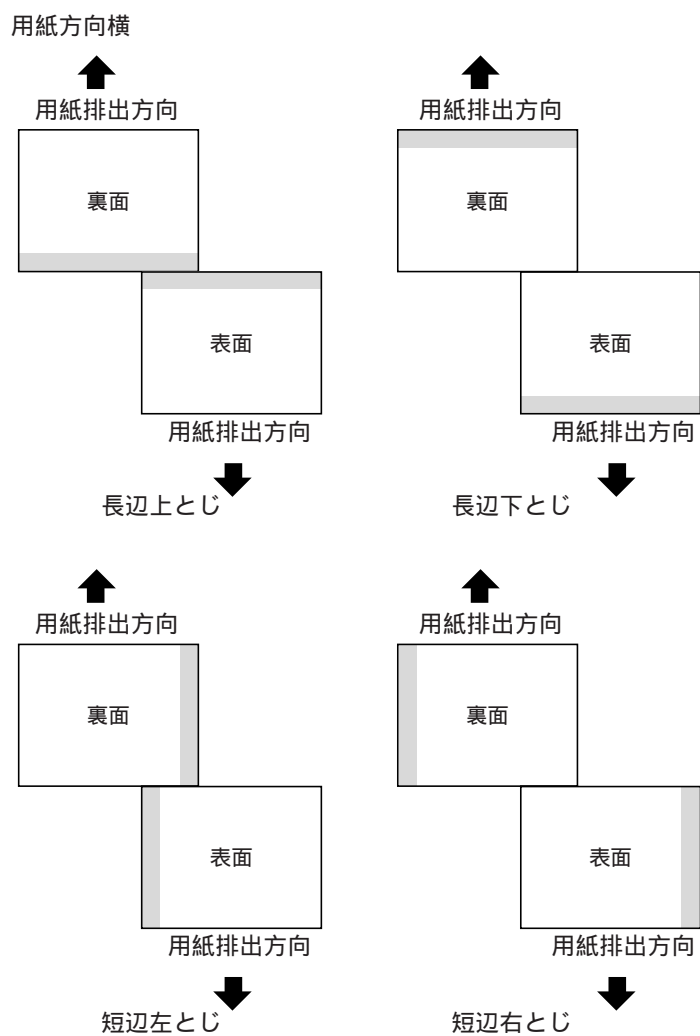 用紙方向横
用紙排出方向
裏面
表面
用紙排出方向
長辺上とじ
用紙排出方向
裏面
表面
用紙排出方向
長辺下とじ
用紙排出方向
裏面
表面
用紙排出方向
短辺左とじ
用紙排出方向
裏面
表面
用紙排出方向
短辺右とじ